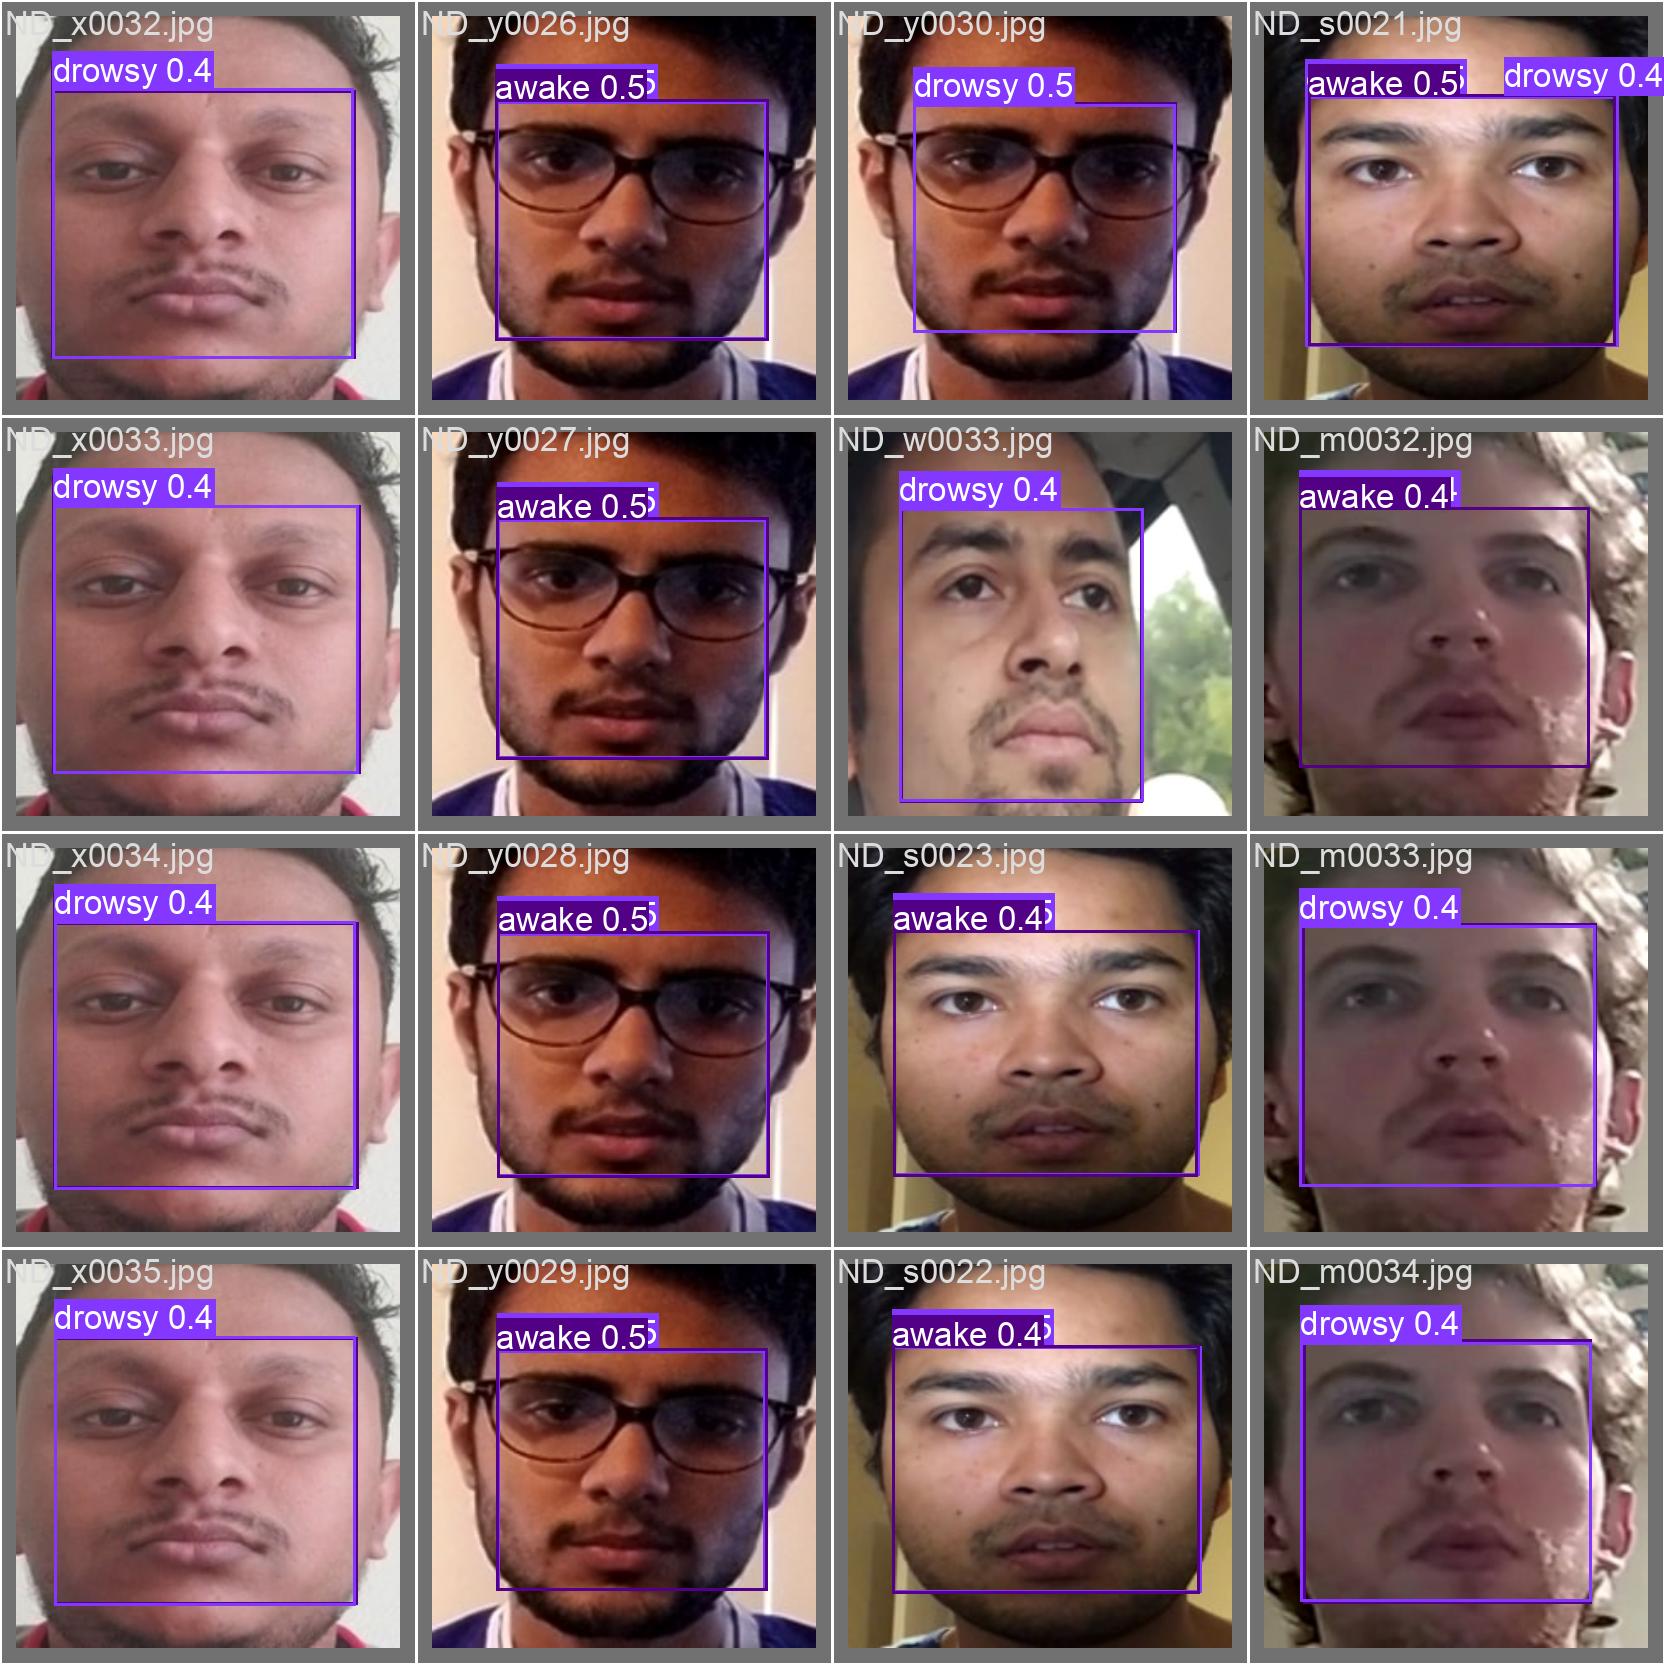 ND_x0032.jpg
drowsy 0.4
ND_y0026.jpg
awake 0.5
ND_y0030.jpg
drowsy 0.5
ND_s0021.jpg
awake 0.5
drowsy 0.4
ND_x0033.jpg
drowsy 0.4
ND_y0027.jpg
awake 0.5
ND_w0033.jpg
drowsy 0.4
ND_m0032.jpg
awake 0.4
ND_x0034.jpg
drowsy 0.4
ND_y0028.jpg
awake 0.5
ND_s0023.jpg
awake 0.4
ND_m0033.jpg
drowsy 0.4
ND_x0035.jpg
drowsy 0.4
ND_y0029.jpg
awake 0.5
ND_s0022.jpg
awake 0.4
ND_m0034.jpg
drowsy 0.4